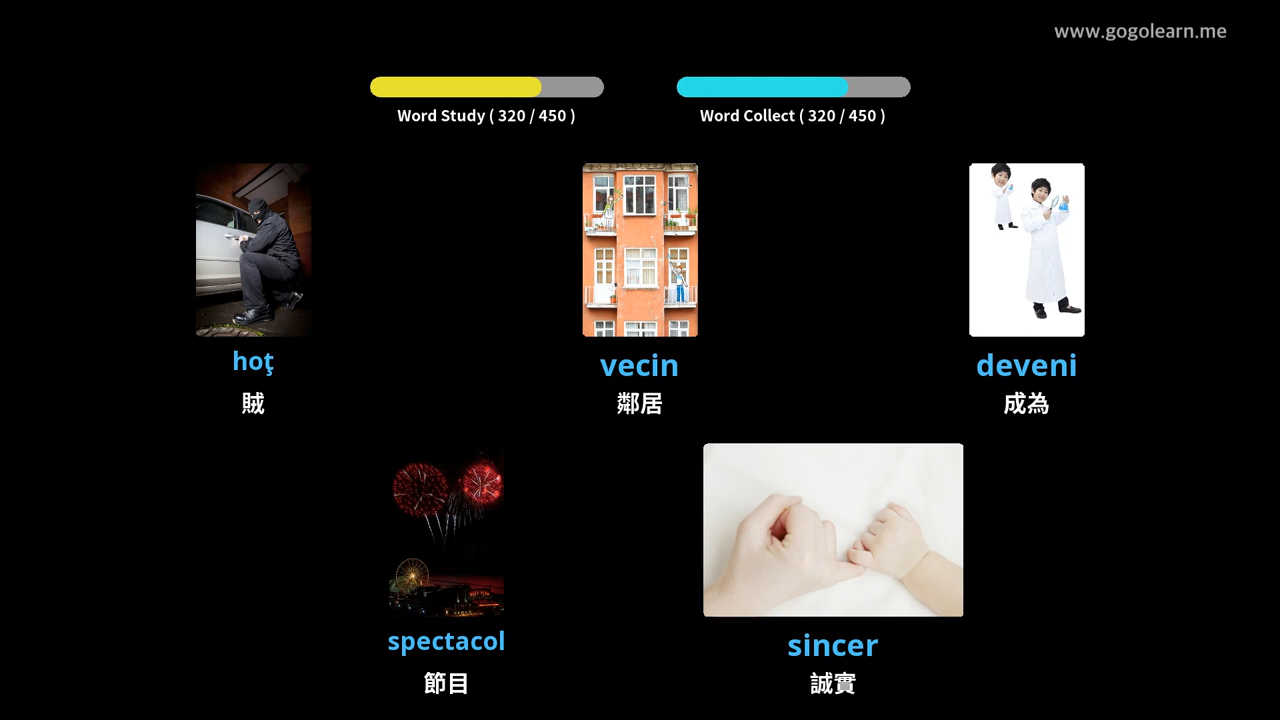 www.gogolearn.me
Word Study ( 320 / 450 )
Word Collect ( 320 / 450 )
hoţ
賊
vecin
鄰居
deveni
成為
spectacol
節目
sincer
誠實